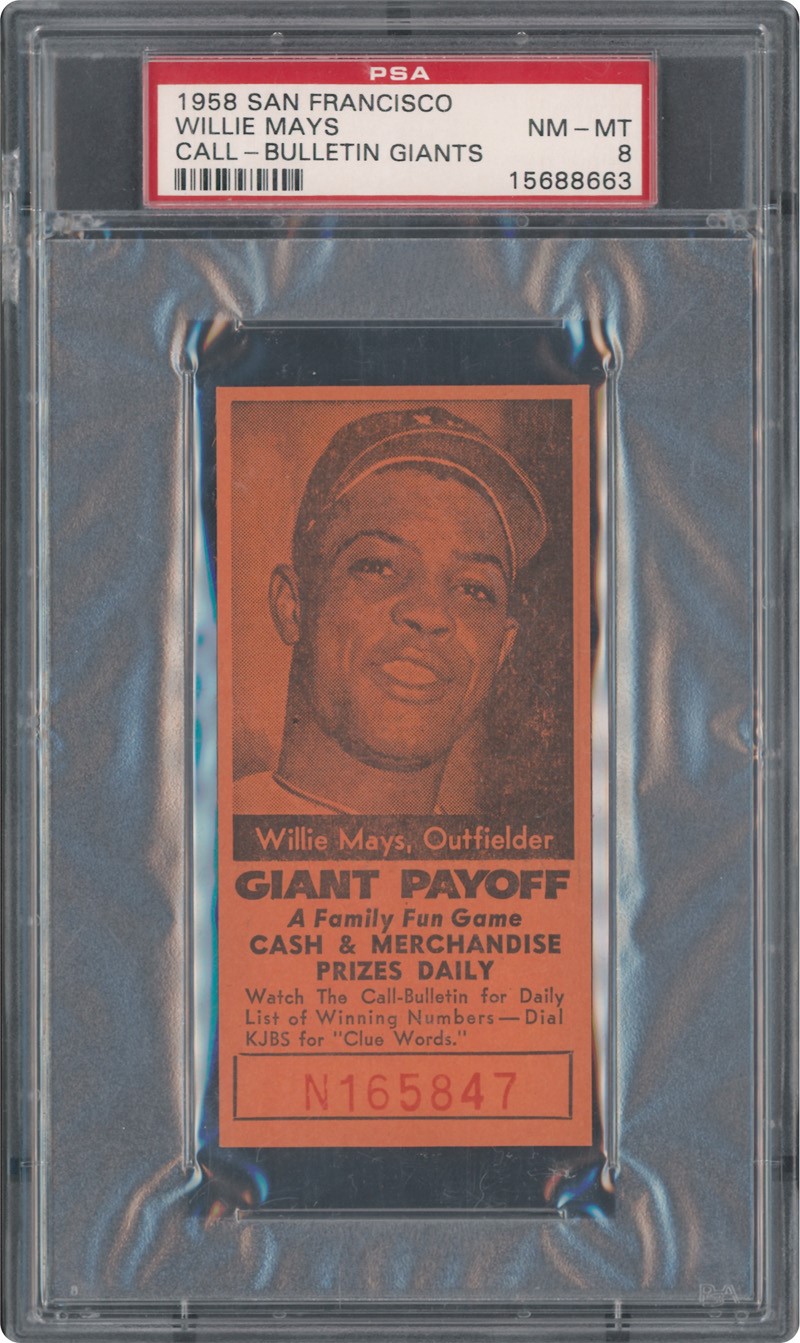 PSA
1958 SAN FRANCISCO
WILLIE MAYS NM - MT
CALL - BULLETIN GIANTS 8
15688663
Willie Mays, Outfielder
GIANT PAYOFF
A Family Fun Game
CASH & MERCHANDISE
PRIZES DAILY
Watch The Call-Bulletin for Daily
List of Winning Numbers — Dial
KJBS for "Clue Words."
N165847
PSA